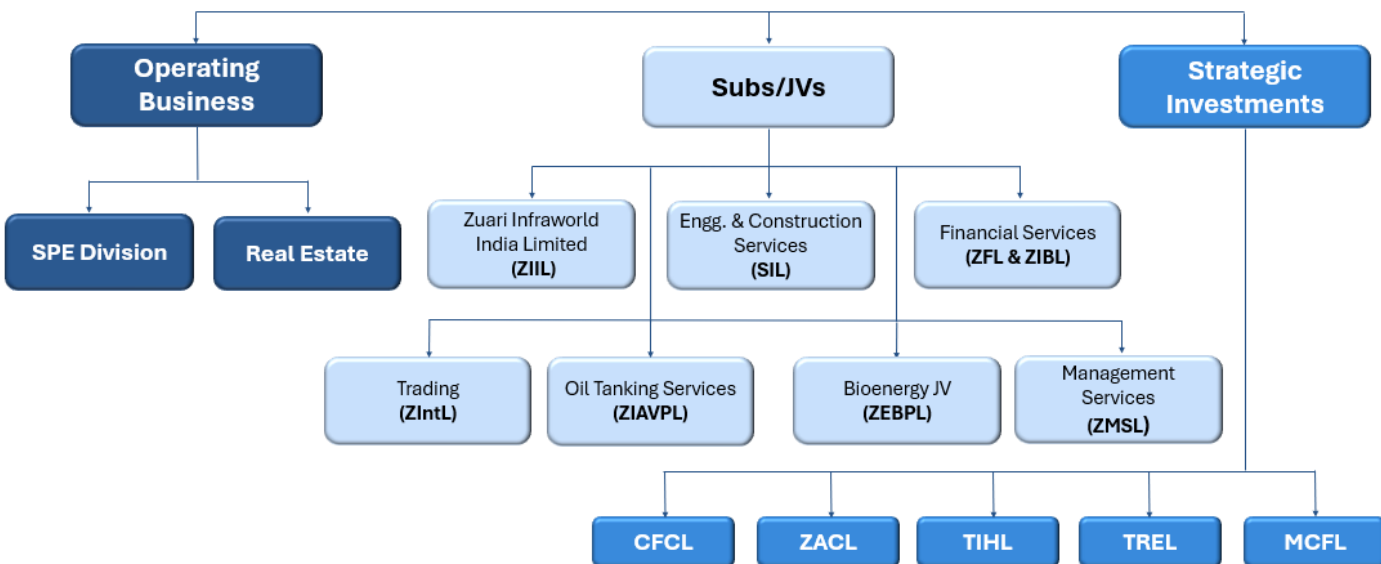 Operating
Business
Subs/JVs
Strategic
Investments
SPE Division
Real Estate
Zuari Infraworld
India Limited
(ZIIL)
Engg. & Construction
Services
(SIL)
Financial Services
(ZFL & ZIBL)
Trading
(ZIntL)
Oil Tanking Services
(ZIAVPL)
Bioenergy JV
(ZEBPL)
Management
Services
(ZMSL)
CFCL
ZACL
TIHL
TREL
MCFL